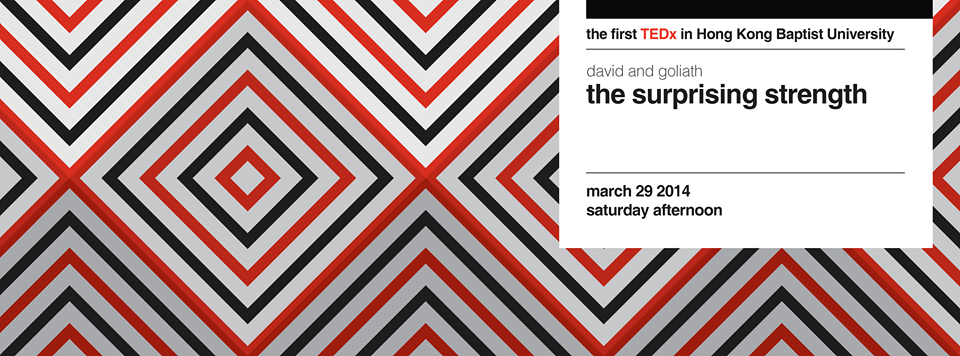 the first TEDx in Hong Kong Baptist University
david and goliath
the surprising strength
march 29 2014
saturday afternoon